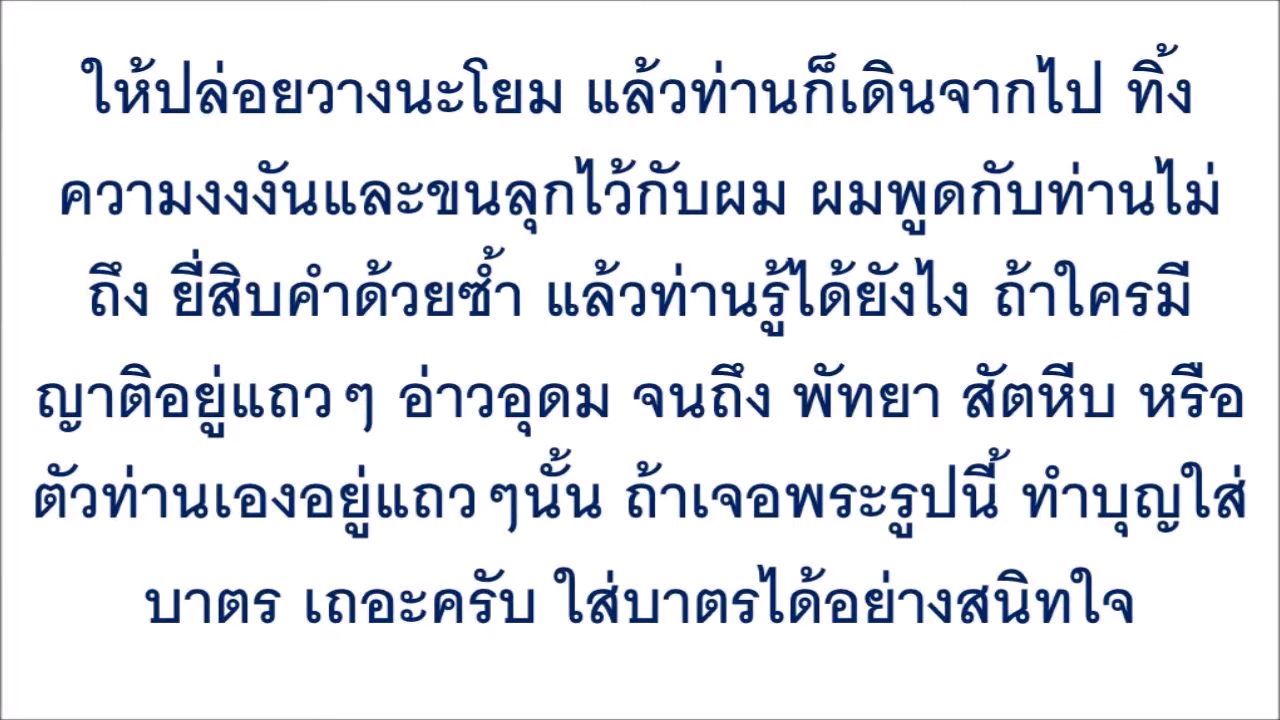 ให้ปล่อยวางนะโยม แล้วท่านก็เดินจากไป ทิ้ง
ความงงงันและขนลุกไว้กับผม ผมพูดกับท่านไม่
ถึง ยี่สิบคำด้วยซ้ำ แล้วท่านรู้ได้ยังไง ถ้าใครมี
ญาติอยู่แถวๆ อ่าวอุดม จนถึง พัทยา สัตหีบ หรือ
ตัวท่านเองอยู่แถวๆนั้น ถ้าเจอพระรูปนี้ ทำบุญใส่
บาตร เถอะครับ ใส่บาตรได้อย่างสนิทใจ